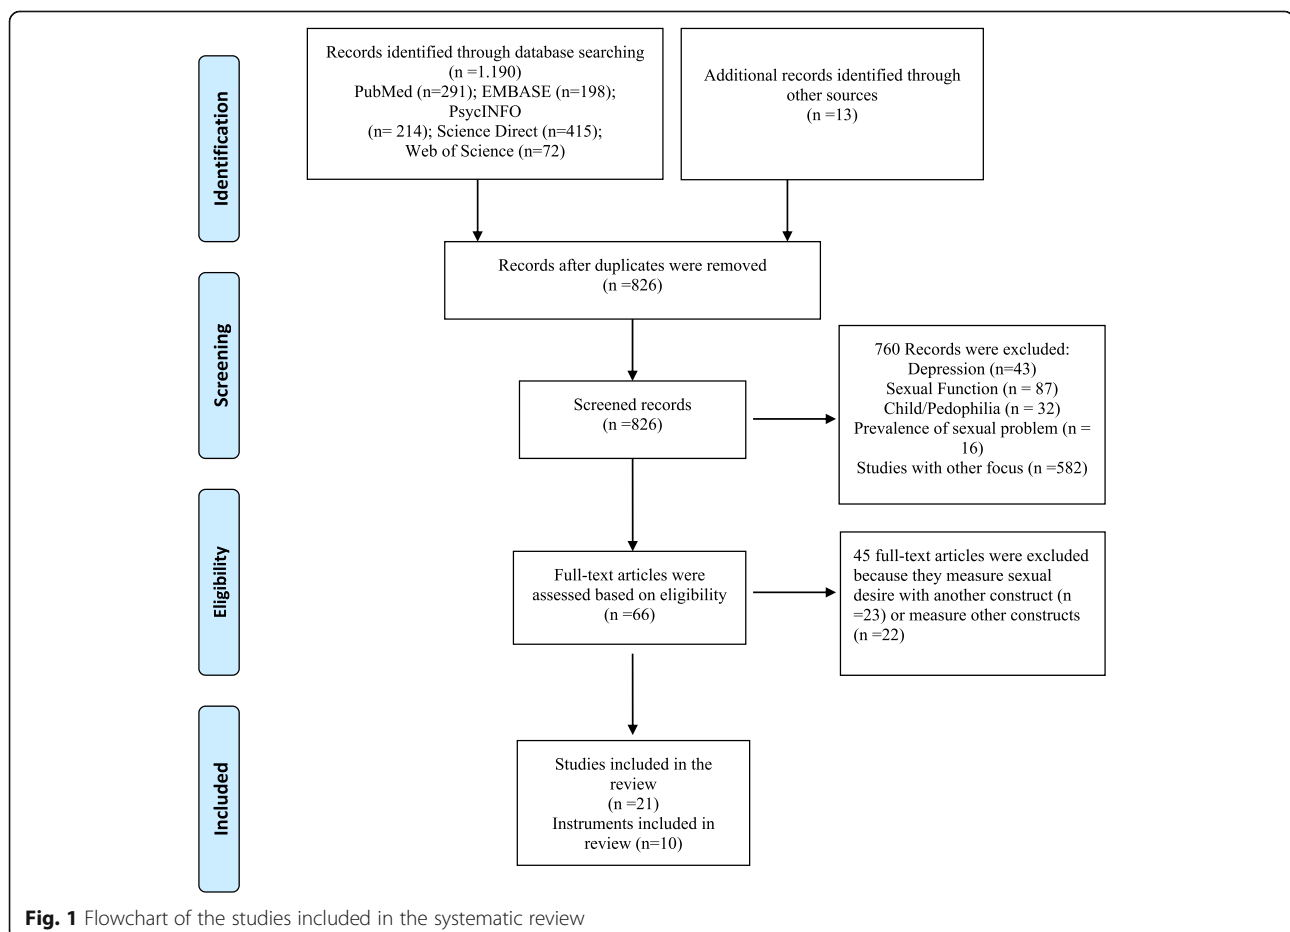 Identification
Records identified through database searching
(n =1.190)
PubMed (n=291); EMBASE (n=198);
PsycINFO
(n= 214); Science Direct (n=415);
Web of Science (n=72)
Additional records identified through
other sources
(n =13)
Records after duplicates were removed
(n =826)
Screening
Screened records
(n =826)
760 Records were excluded:
Depression (n=43)
Sexual Function (n = 87)
Child/Pedophilia (n = 32)
Prevalence of sexual problem (n =
16)
Studies with other focus (n =582)
Eligibility
Full-text articles were
assessed based on eligibility
(n =66)
45 full-text articles were excluded
because they measure sexual
desire with another construct (n
=23) or measure other constructs
(n =22)
Included
Studies included in the
review
(n =21)
Instruments included in
review (n=10)
Fig. 1 Flowchart of the studies included in the systematic review